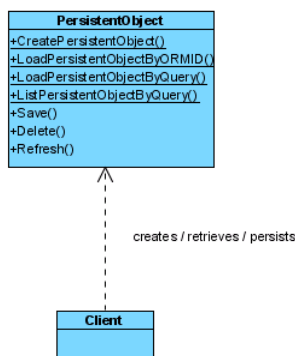 PersistentObject
+CreatePersistentObject()
+LoadPersistentObjectByORMID()
+LoadPersistentObjectByQuery()
+ListPersistentObjectByQuery()
+Save()
+Delete()
+Refresh()
creates / retrieves / persists
Client